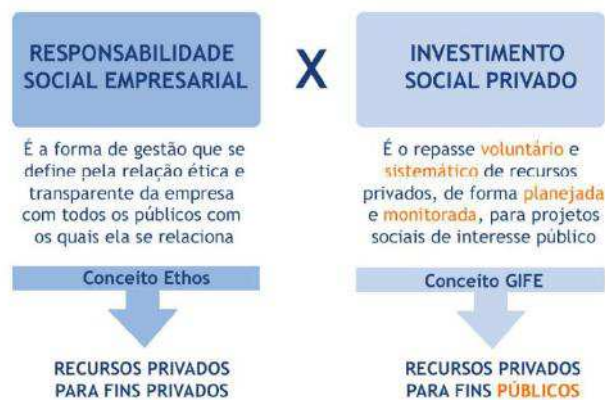 RESPONSABILIDADE
SOCIAL EMPRESARIAL
X
INVESTIMENTO
SOCIAL PRIVADO
É a forma de gestão que se
define pela relação ética e
transparente da empresa
com todos os públicos com
os quais ela se relaciona
É o repasse voluntário e
sistemático de recursos
privados, de forma planejada
e monitorada, para projetos
sociais de interesse público
Conceito Ethos
Conceito GIFE
RECURSOS PRIVADOS
PARA FINS PRIVADOS
RECURSOS PRIVADOS
PARA FINS PÚBLICOS